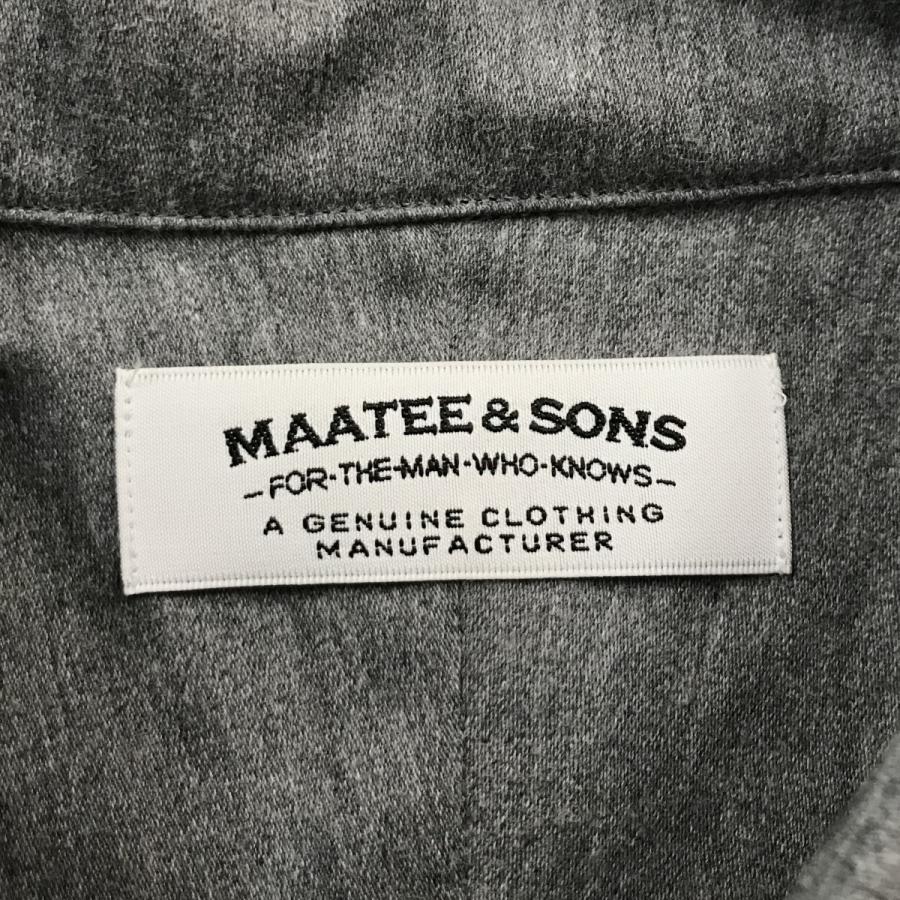 MAATEE & SONS
-FOR-THE-MAN-WHO-KNOWS-
A GENUINE CLOTHING
MANUFACTURER